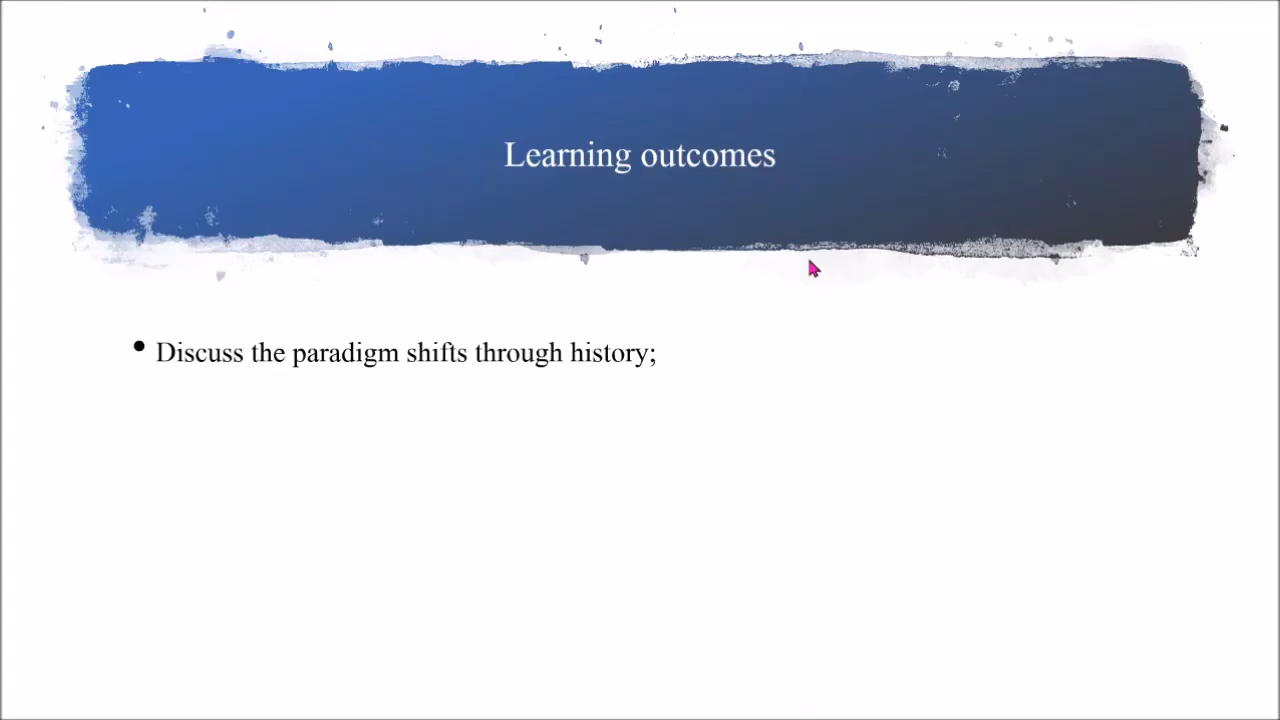 Learning outcomes
• Discuss the paradigm shifts through history;